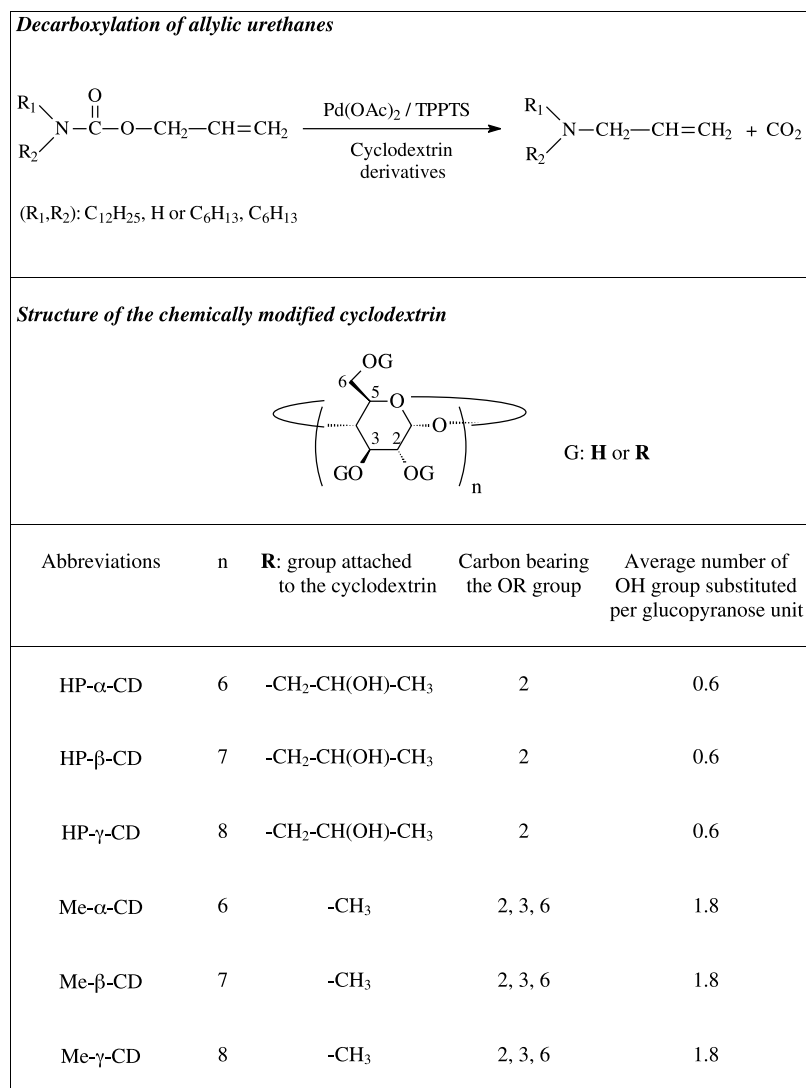 Decarboxylation of allylic urethanes
R₁
R₂
N—C—O—CH₂—CH=CH₂
O
Pd(OAc)₂ / TPPTS
Cyclodextrin
derivatives
R₁
R₂
N—CH₂—CH=CH₂ + CO₂
(R₁,R₂): C₁₂H₂₅, H or C₆H₁₃, C₆H₁₃
Structure of the chemically modified cyclodextrin
OG
6
5
O
O
3 2
GO OG
n
G: H or R
Abbreviations n R: group attached to the cyclodextrin Carbon bearing the OR group Average number of OH group substituted per glucopyranose unit
HP-α-CD 6 -CH₂-CH(OH)-CH₃ 2 0.6
HP-β-CD 7 -CH₂-CH(OH)-CH₃ 2 0.6
HP-γ-CD 8 -CH₂-CH(OH)-CH₃ 2 0.6
Me-α-CD 6 -CH₃ 2, 3, 6 1.8
Me-β-CD 7 -CH₃ 2, 3, 6 1.8
Me-γ-CD 8 -CH₃ 2, 3, 6 1.8